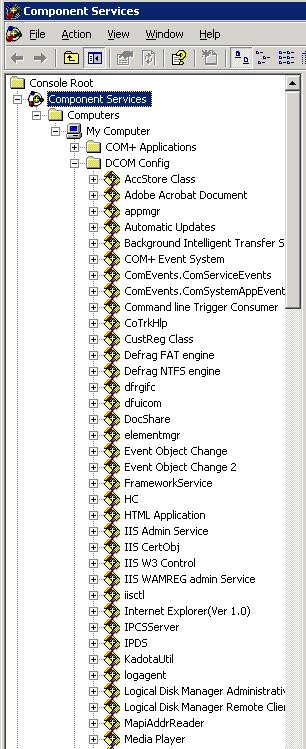 Component Services
File Action View Window Help
Console Root
Component Services
Computers
My Computer
COM+ Applications
DCOM Config
AccStore Class
Adobe Acrobat Document
appmgr
Automatic Updates
Background Intelligent Transfer S
COM+ Event System
ComEvents.ComServiceEvents
ComEvents.ComSystemAppEvent
Command line Trigger Consumer
CoTrkHlp
CustReg Class
Defrag FAT engine
Defrag NTFS engine
dfrgifc
dfuicom
DocShare
elementmgr
Event Object Change
Event Object Change 2
FrameworkService
HC
HTML Application
IIS Admin Service
IIS CertObj
IIS W3 Control
IIS WAMREG admin Service
iisctl
Internet Explorer(Ver 1.0)
IPCSServer
IPDS
KadotaUtil
logagent
Logical Disk Manager Administrativ
Logical Disk Manager Remote Clie
MapiAddrReader
Media Player